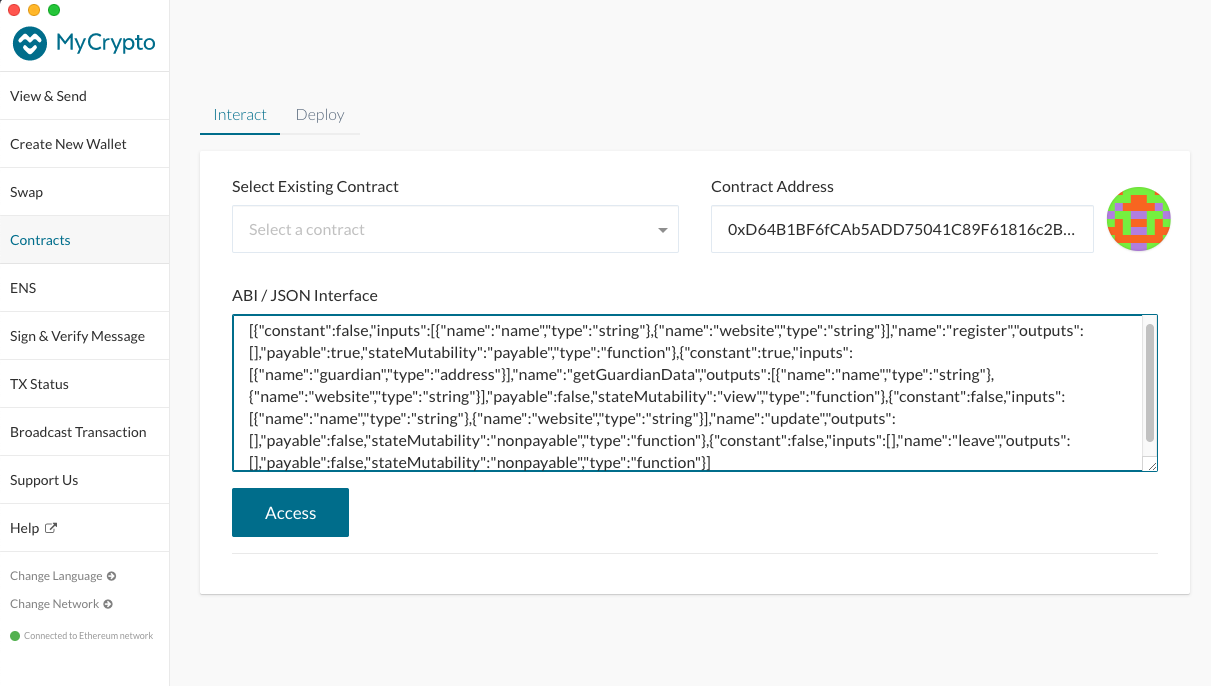 MyCrypto
View & Send
Create New Wallet
Swap
Contracts
ENS
Sign & Verify Message
TX Status
Broadcast Transaction
Support Us
Help
Change Language
Change Network
Connected to Ethereum network
Interact Deploy
Select Existing Contract
Select a contract
Contract Address
0xD64B1BF6fCAb5ADD75041C89F61816c2B...
ABI / JSON Interface
[{"constant":false,"inputs":[{"name":"name","type":"string"},{"name":"website","type":"string"}],"name":"register","outputs":
[],"payable":true,"stateMutability":"payable","type":"function"},{"constant":true,"inputs":
[{"name":"guardian","type":"address"}],"name":"getGuardianData","outputs":[{"name":"name","type":"string"},
{"name":"website","type":"string"}],"payable":false,"stateMutability":"view","type":"function"},{"constant":false,"inputs":
[{"name":"name","type":"string"},{"name":"website","type":"string"}],"name":"update","outputs":
[],"payable":false,"stateMutability":"nonpayable","type":"function"},{"constant":false,"inputs":[],"name":"leave","outputs":
[],"payable":false,"stateMutability":"nonpayable","type":"function"}]
Access